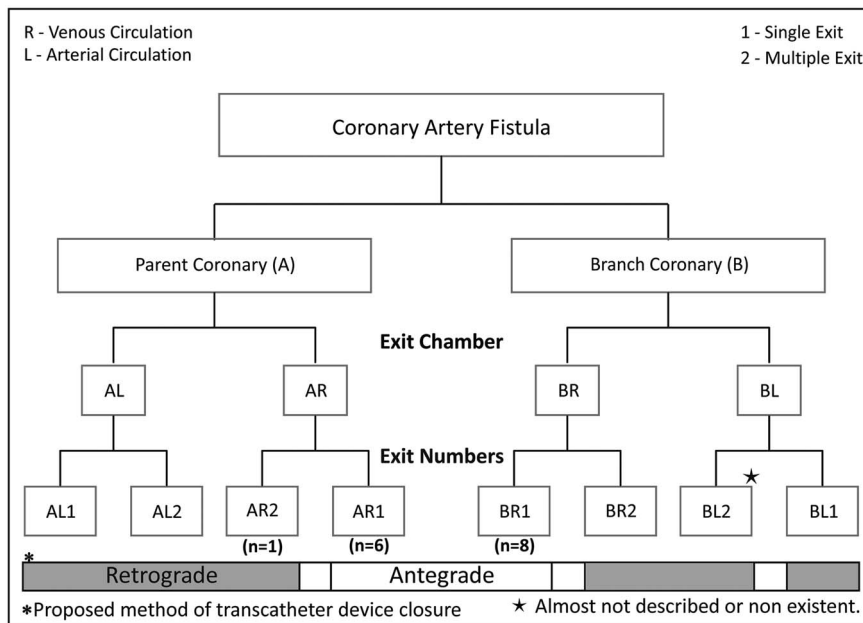 R - Venous Circulation
L - Arterial Circulation
1 - Single Exit
2 - Multiple Exit
Coronary Artery Fistula
Parent Coronary (A)
Branch Coronary (B)
Exit Chamber
AL
AR
BR
BL
Exit Numbers
AL1
AL2
AR2
AR1
BR1
BR2
BL2
★
BL1
(n=1)
(n=6)
(n=8)
*
Retrograde
Antegrade
*Proposed method of transcatheter device closure
★ Almost not described or non existent.